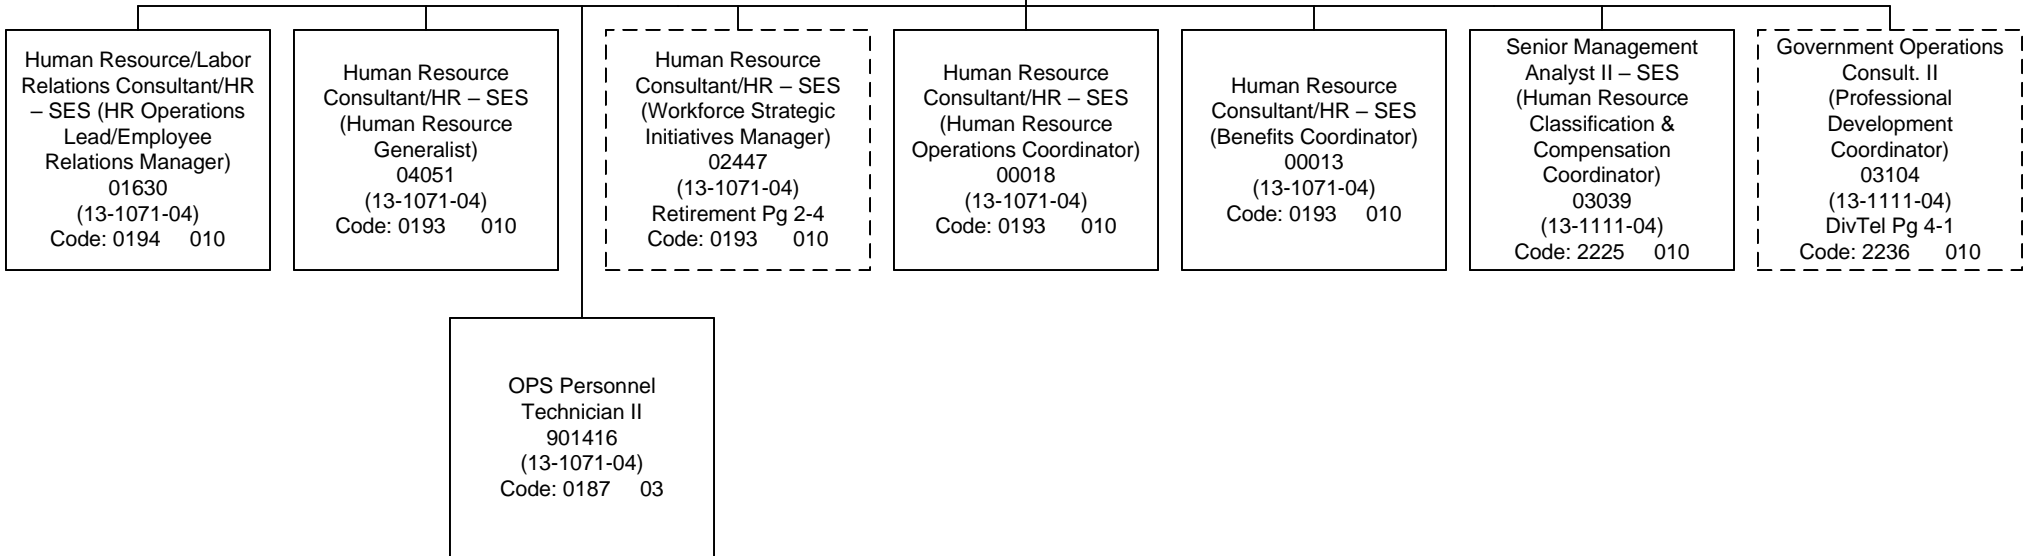 Human Resource/Labor
Relations Consultant/HR
– SES (HR Operations
Lead/Employee
Relations Manager)
01630
(13-1071-04)
Code: 0194 010
Human Resource
Consultant/HR – SES
(Human Resource
Generalist)
04051
(13-1071-04)
Code: 0193 010
Human Resource
Consultant/HR – SES
(Workforce Strategic
Initiatives Manager)
02447
(13-1071-04)
Retirement Pg 2-4
Code: 0193 010
Human Resource
Consultant/HR – SES
(Human Resource
Operations Coordinator)
00018
(13-1071-04)
Code: 0193 010
Human Resource
Consultant/HR – SES
(Benefits Coordinator)
00013
(13-1071-04)
Code: 0193 010
Senior Management
Analyst II – SES
(Human Resource
Classification &
Compensation
Coordinator)
03039
(13-1111-04)
Code: 2225 010
Government Operations
Consult. II
(Professional
Development
Coordinator)
03104
(13-1111-04)
DivTel Pg 4-1
Code: 2236 010
OPS Personnel
Technician II
901416
(13-1071-04)
Code: 0187 03